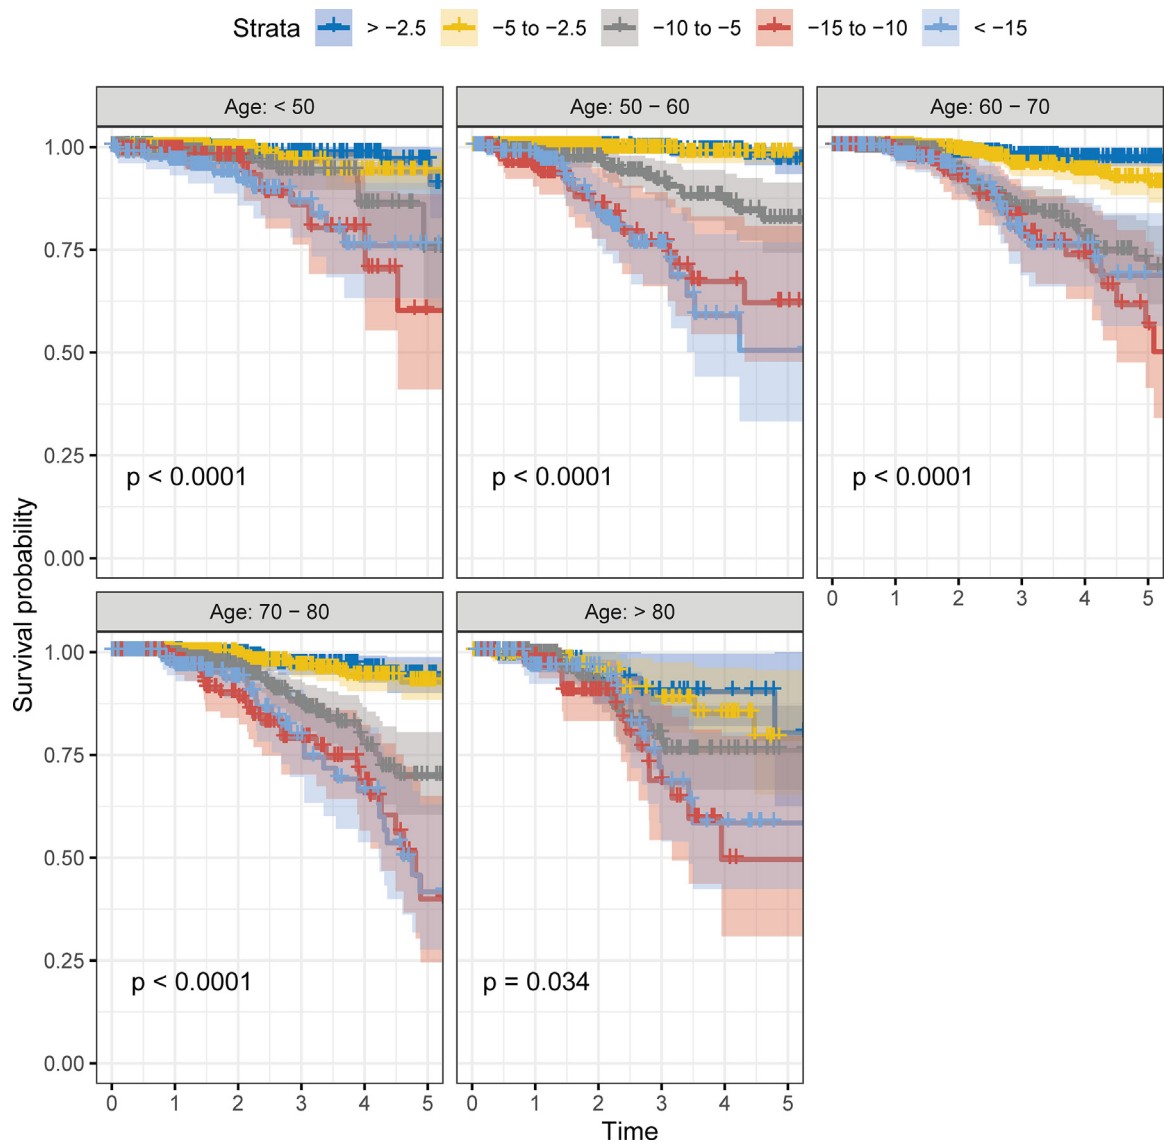 Strata > −2.5 −5 to −2.5 −10 to −5 −15 to −10 < −15
Age: < 50 Age: 50 − 60 Age: 60 − 70
1.00
0.75
0.50
0.25
0.00
p < 0.0001 p < 0.0001 p < 0.0001
0 1 2 3 4 5
Survival probability
Age: 70 − 80 Age: > 80
1.00
0.75
0.50
0.25
0.00
p < 0.0001 p = 0.034
0 1 2 3 4 5 0 1 2 3 4 5
Time